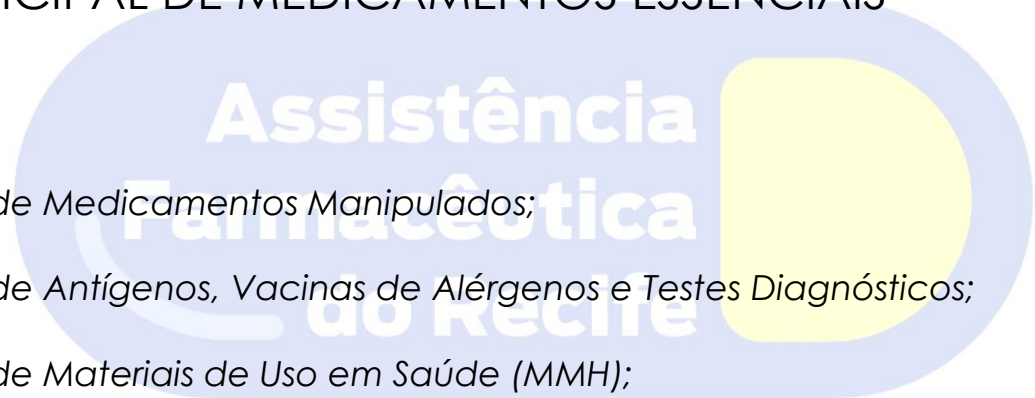 CIPAL DE MEDICAMENTOS ESSENCIAIS
Assistência
de Medicamentos Manipulados;
Farmacêutica
de Antígenos, Vacinas de Alérgenos e Testes Diagnósticos;
do Recife
de Materiais de Uso em Saúde (MMH);